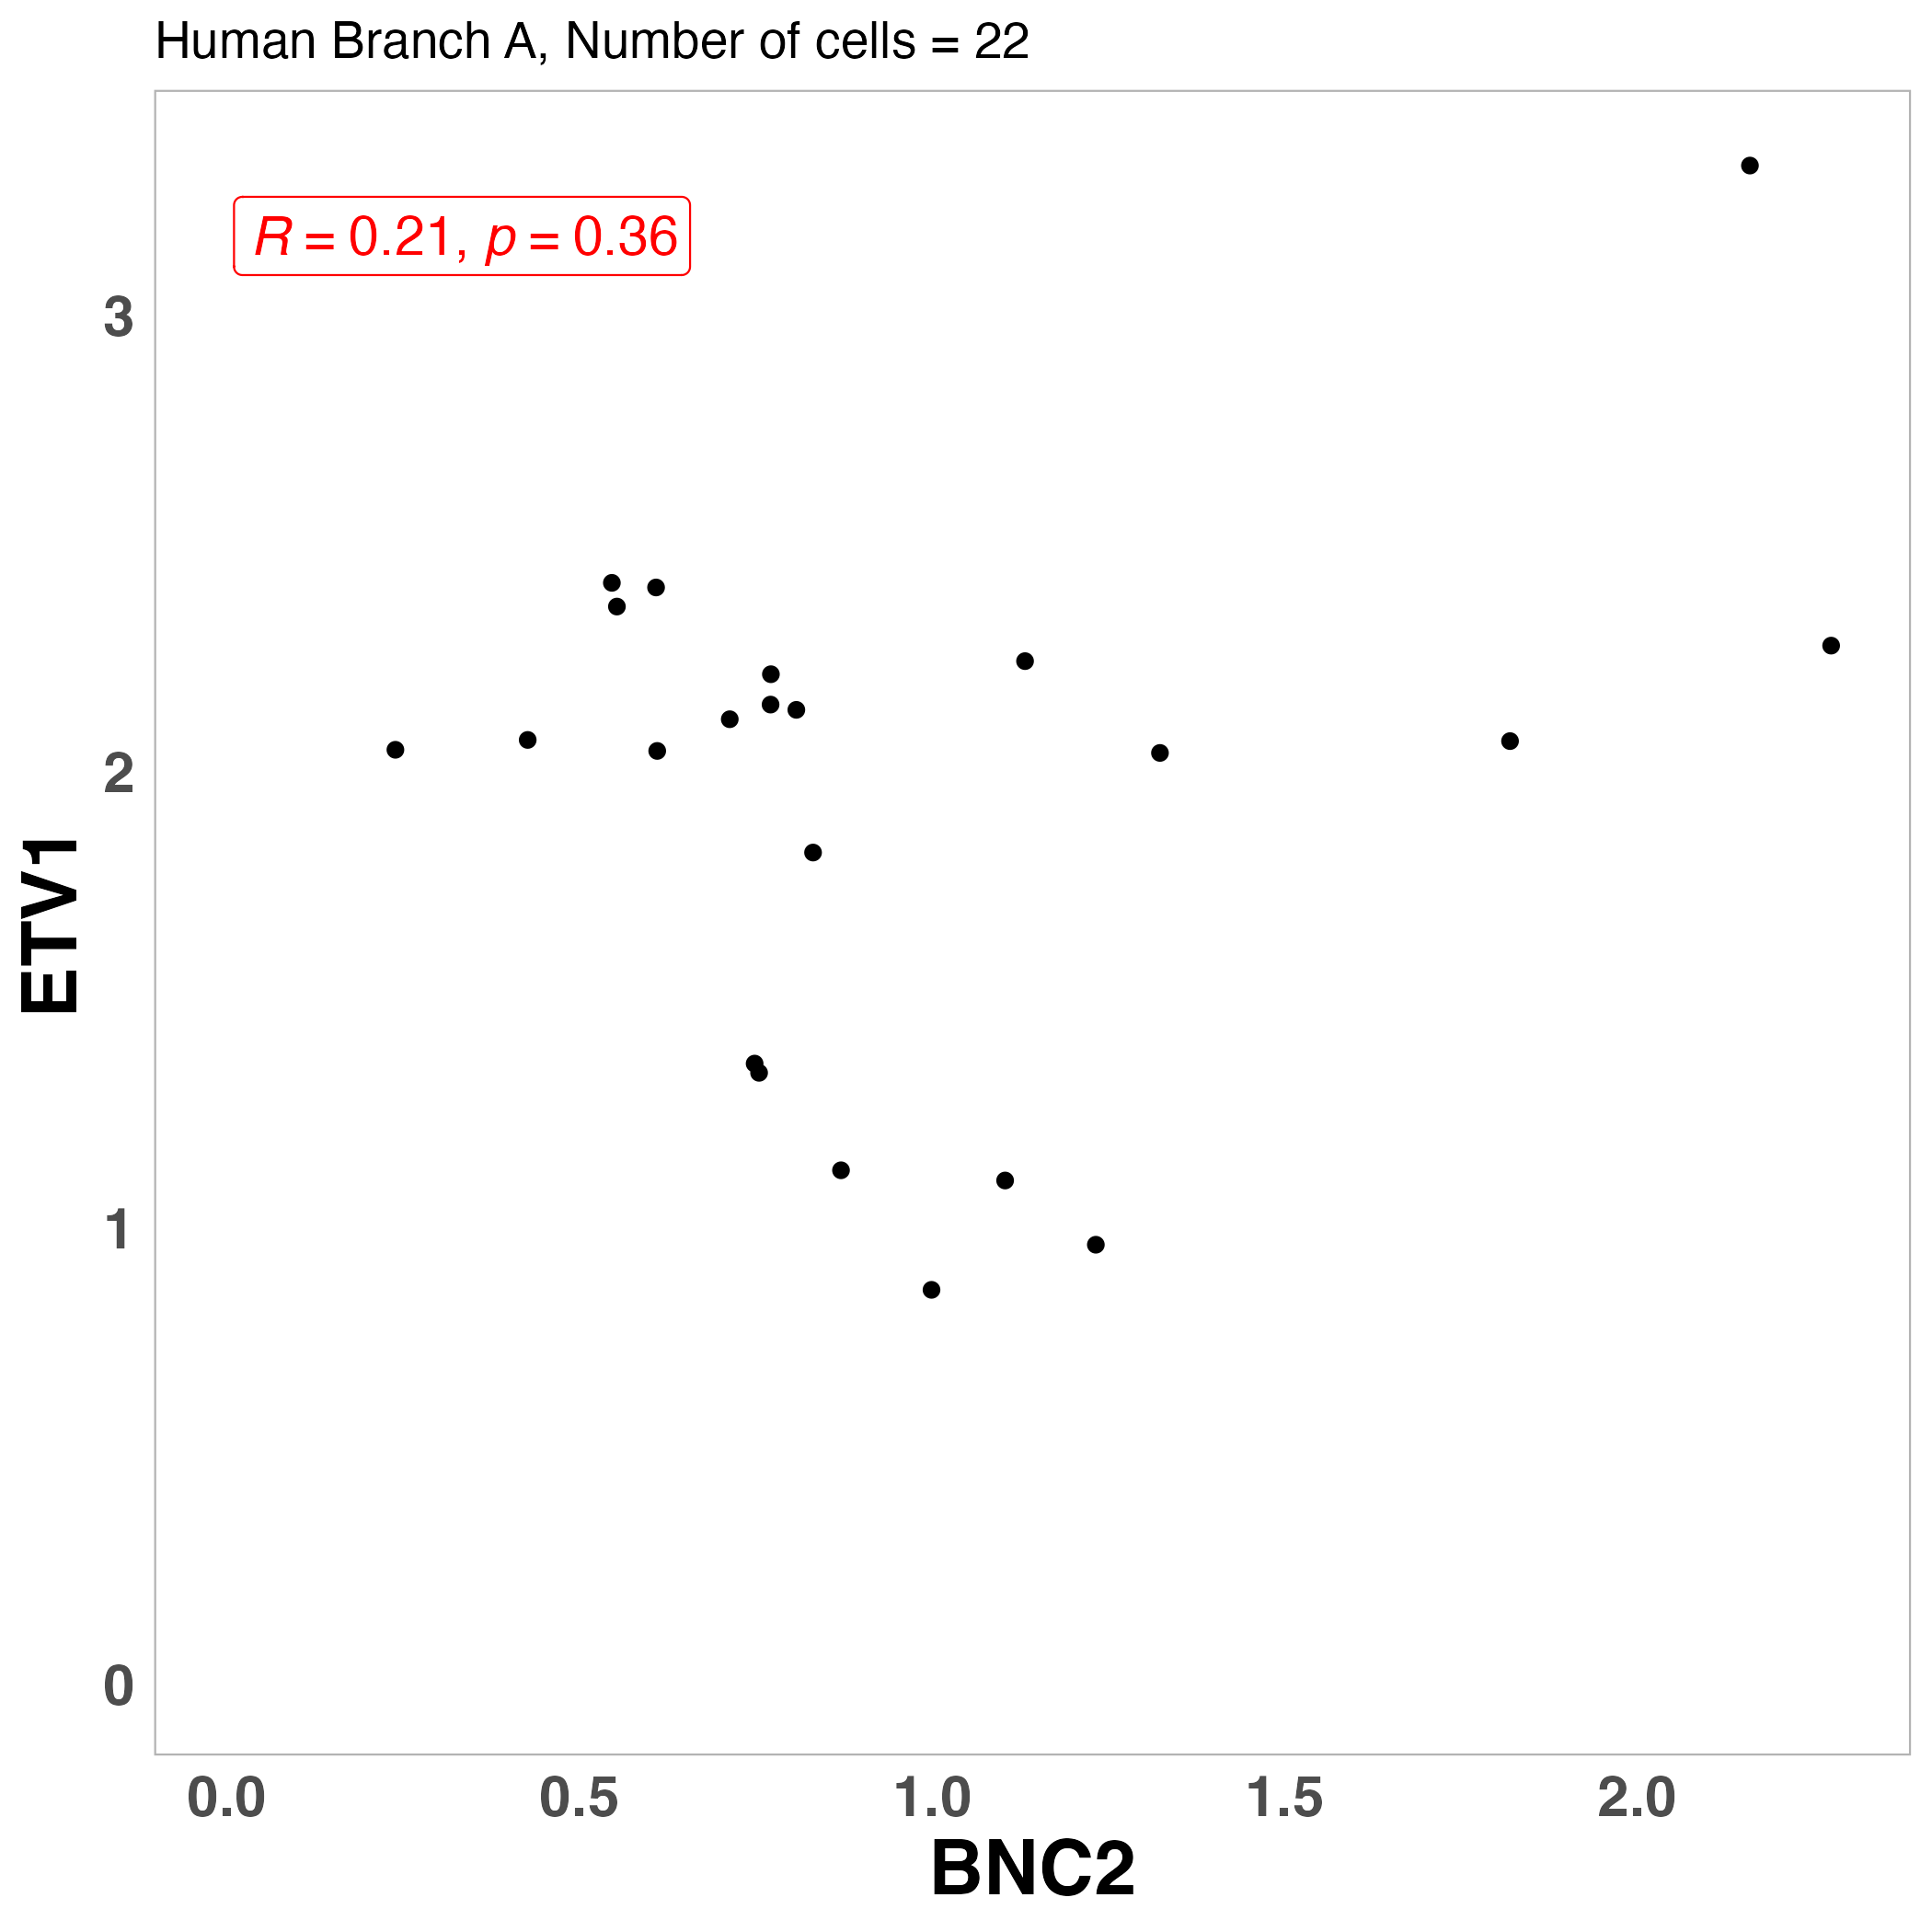 Human Branch A, Number of cells = 22
R = 0.21, p = 0.36
3
2
1
0
ETV1
0.0 0.5 1.0 1.5 2.0
BNC2